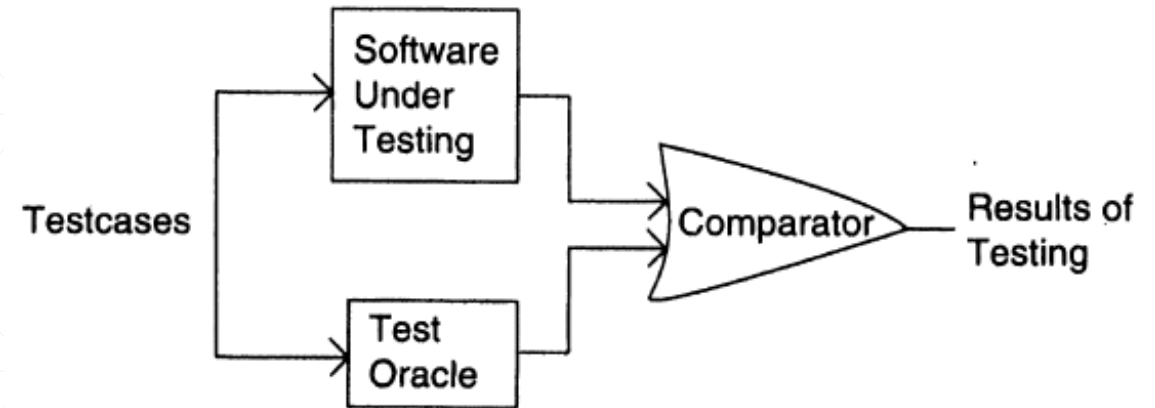 Software
Under
Testing
Testcases
Comparator
Results of
Testing
Test
Oracle